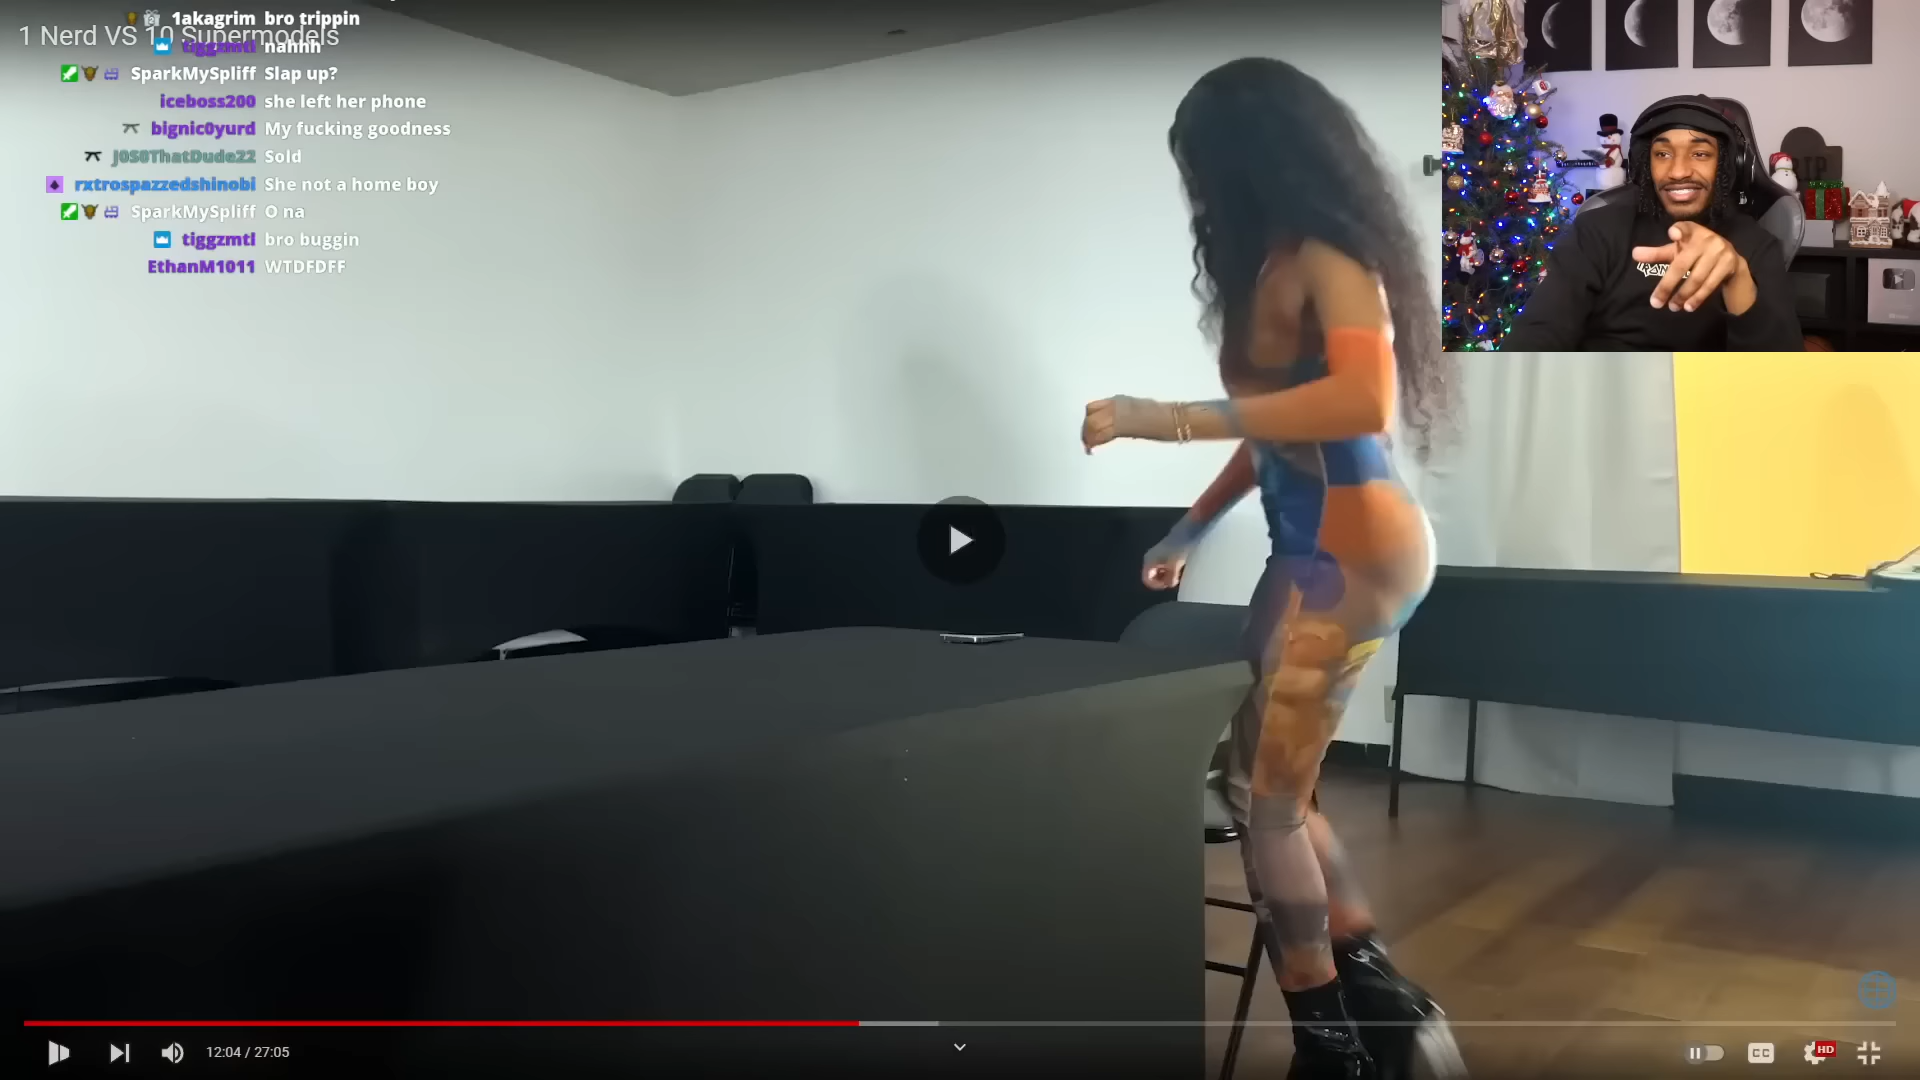 1 Nerd VS 10 Supermodels
1akagrim bro trippin
tiggzmtl nahhh
SparkMySpliff Slap up?
iceboss200 she left her phone
bignic0yurd My fucking goodness
J0S8ThatDude22 Sold
rxtrospazzedshinobi She not a home boy
SparkMySpliff O na
tiggzmtl bro buggin
EthanM1011 WTDFDFF
12:04 / 27:05
CC
HD